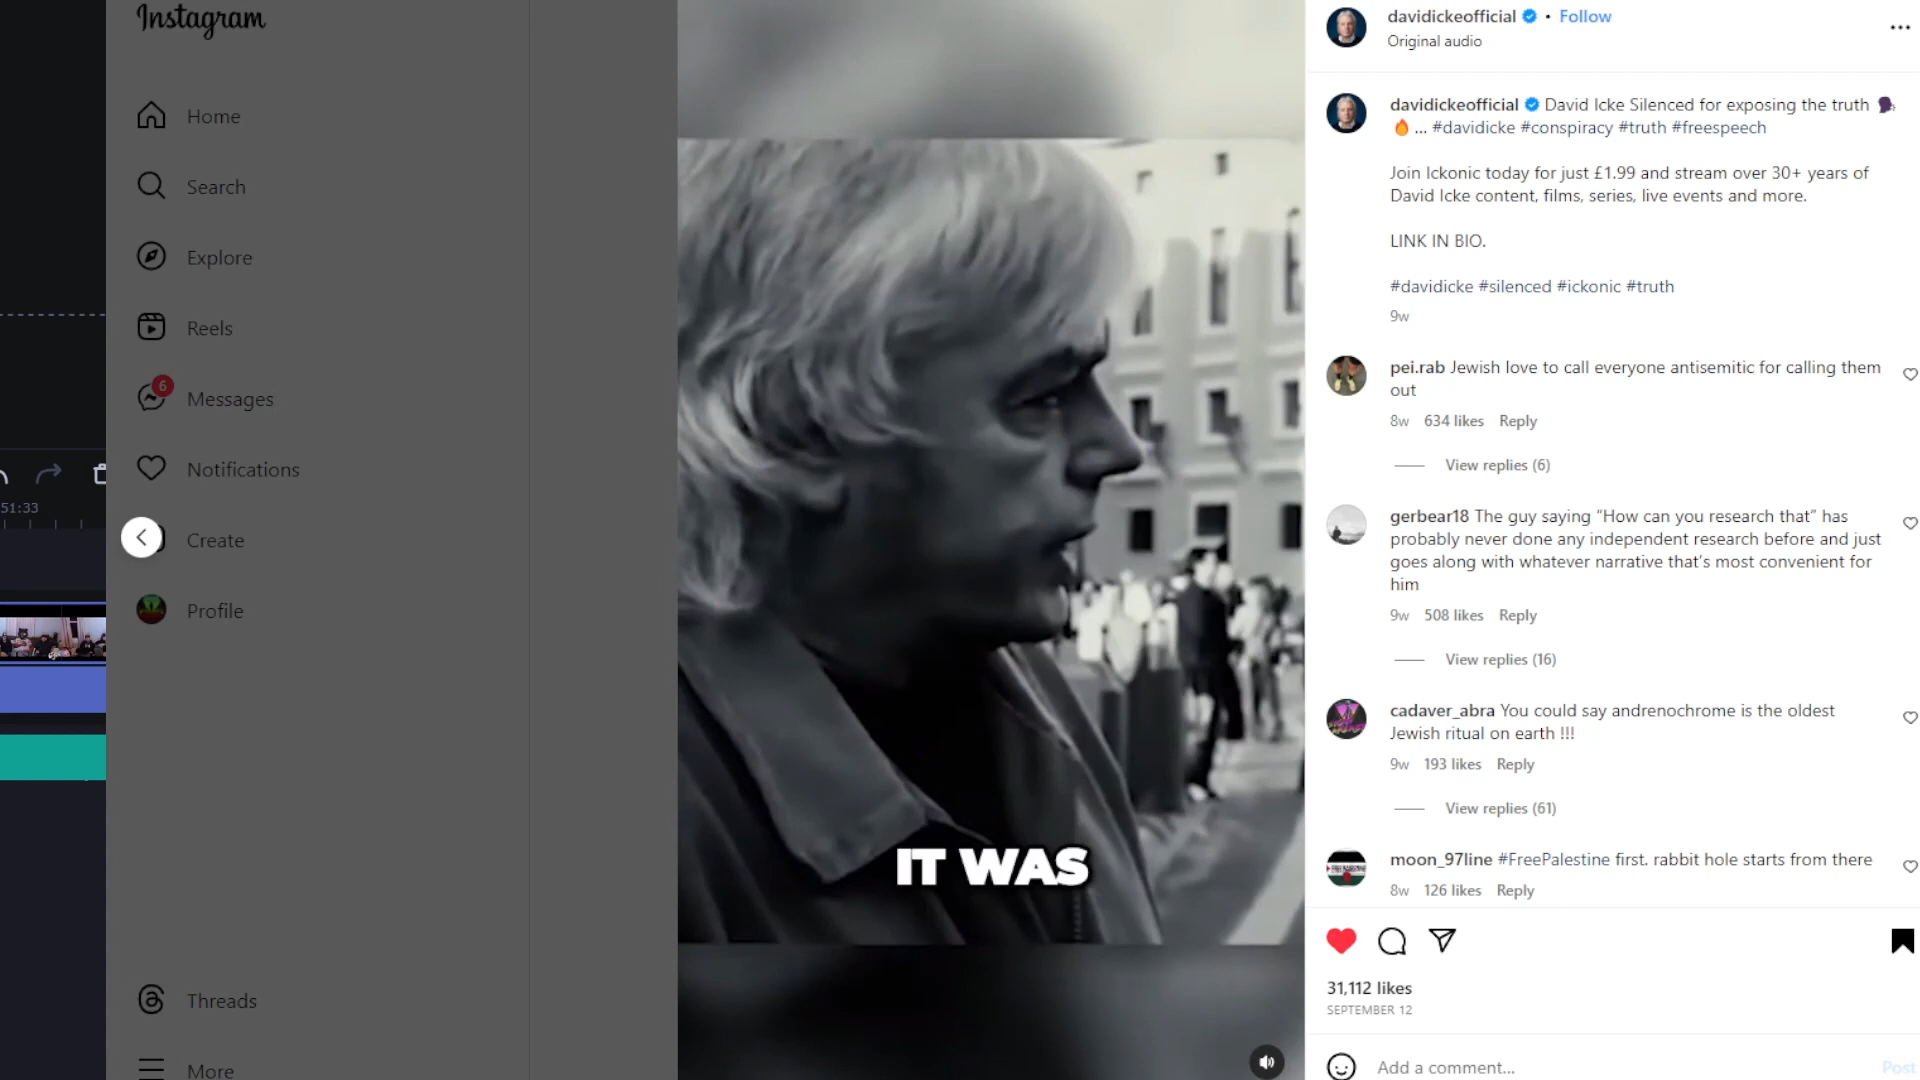 Instagram
Home
Search
Explore
Reels
6
Messages
Notifications
Create
Profile
Threads
More
51:33
IT WAS
davidickeofficial • Follow
Original audio
davidickeofficial David Icke Silenced for exposing the truth
... #davidicke #conspiracy #truth #freespeech
Join Ickonic today for just £1.99 and stream over 30+ years of
David Icke content, films, series, live events and more.
LINK IN BIO.
#davidicke #silenced #ickonic #truth
9w
pei.rab Jewish love to call everyone antisemitic for calling them
out
8w 634 likes Reply
View replies (6)
gerbear18 The guy saying “How can you research that” has
probably never done any independent research before and just
goes along with whatever narrative that’s most convenient for
him
9w 508 likes Reply
View replies (16)
cadaver_abra You could say andrenochrome is the oldest
Jewish ritual on earth !!!
9w 193 likes Reply
View replies (61)
moon_97line #FreePalestine first. rabbit hole starts from there
8w 126 likes Reply
31,112 likes
SEPTEMBER 12
Add a comment...
Post